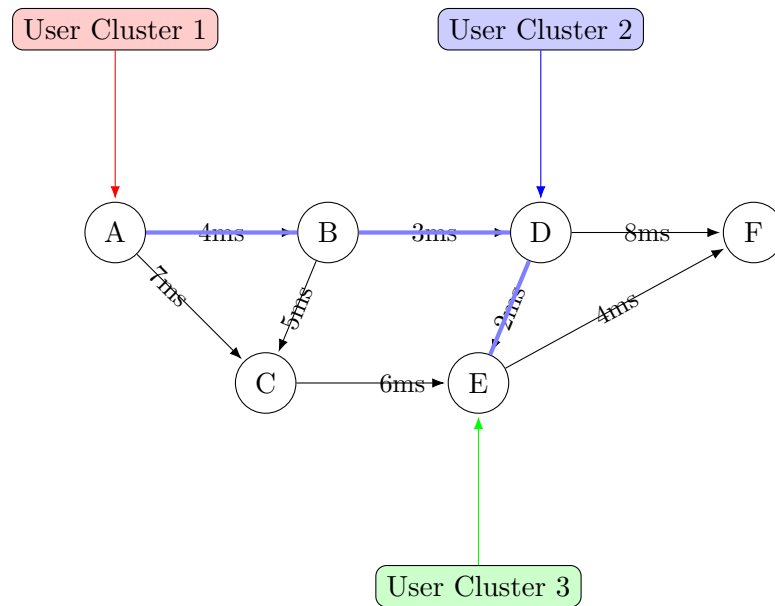 User Cluster 1
User Cluster 2
A
4ms
B
3ms
D
8ms
F
7ms
5ms
2ms
4ms
C
6ms
E
User Cluster 3